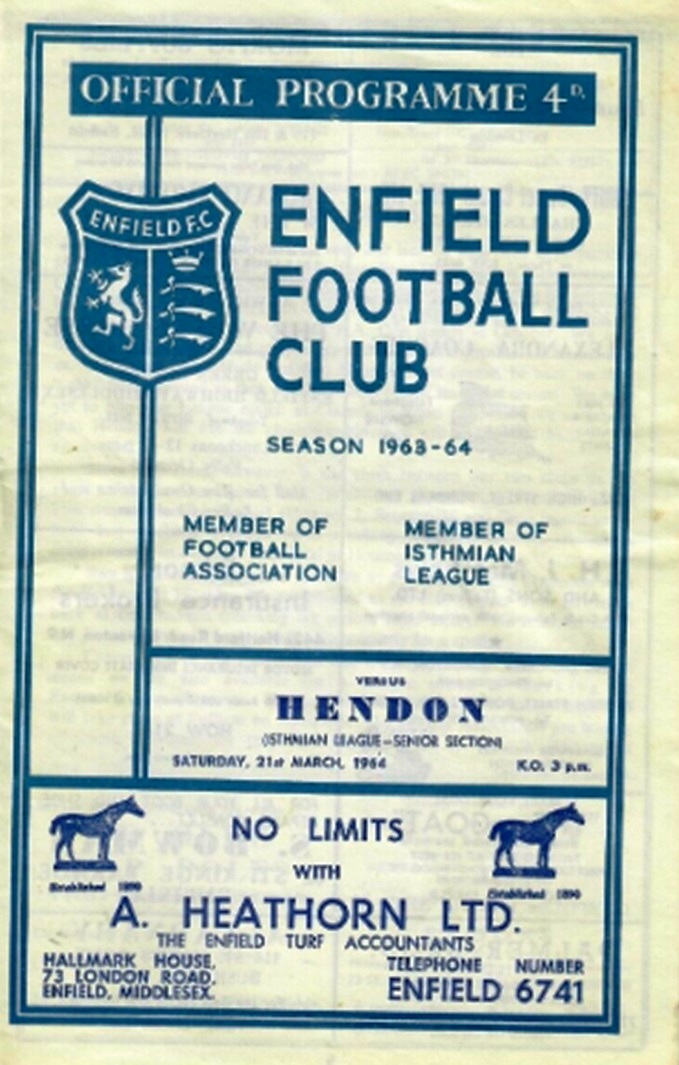 OFFICIAL PROGRAMME 4D.
ENFIELD F.C
ENFIELD
FOOTBALL
CLUB
SEASON 1963-64
MEMBER OF
FOOTBALL
ASSOCIATION
MEMBER OF
ISTHMIAN
LEAGUE
VERSUS
HENDON
(ISTHMIAN LEAGUE—SENIOR SECTION)
SATURDAY, 21st MARCH, 1964
K.O. 3 p.m.
NO LIMITS
WITH
Established 1890
Established 1890
A. HEATHORN LTD.
THE ENFIELD TURF ACCOUNTANTS
HALLMARK HOUSE,
73 LONDON ROAD,
ENFIELD, MIDDLESEX.
TELEPHONE NUMBER
ENFIELD 6741